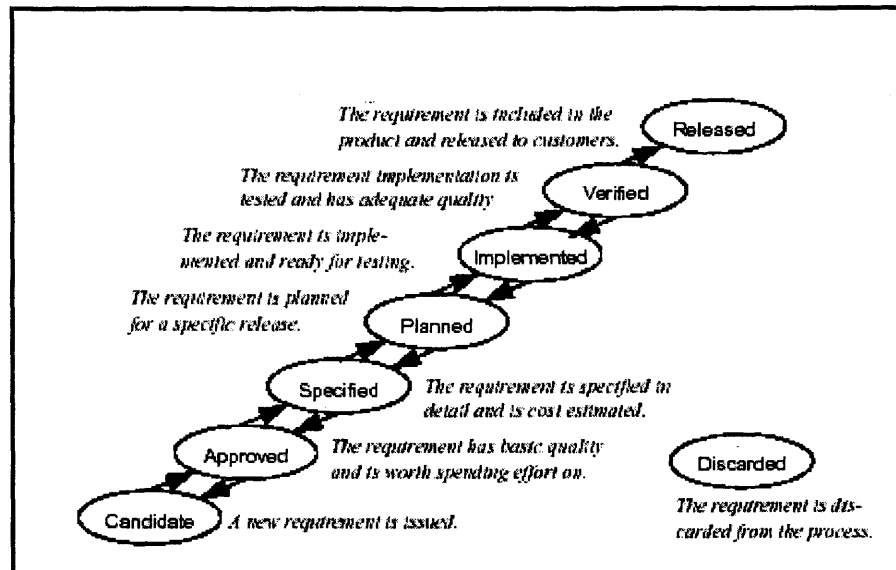 The requirement is included in the
product and released to customers.
Released
The requirement implementation is
tested and has adequate quality
Verified
The requirement is imple-
mented and ready for testing.
Implemented
The requirement is planned
for a specific release.
Planned
Specified
The requirement is specified in
detail and is cost estimated.
Approved
The requirement has basic quality
and is worth spending effort on.
Discarded
The requirement is dis-
carded from the process.
Candidate
A new requirement is issued.